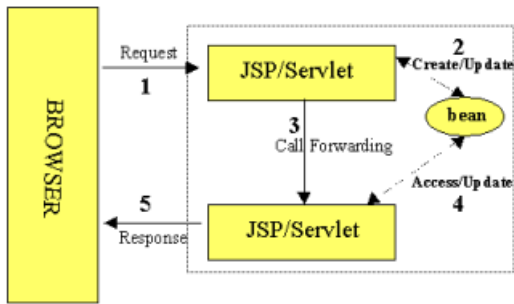 BROWSER
Request
1
JSP/Servlet
2
Create/Update
bean
3
Call Forwarding
Access/Update
4
5
Response
JSP/Servlet